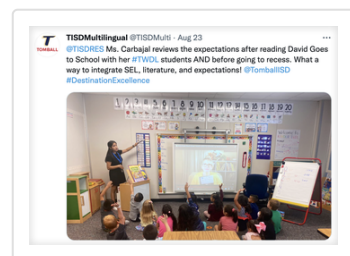 TISDMultilingual @TISDMulti · Aug 23
TOMBALL
@TISDRES Ms. Carbajal reviews the expectations after reading David Goes
to School with her #TWDL students AND before going to recess. What a
way to integrate SEL, literature, and expectations! @TomballISD
#DestinationExcellence